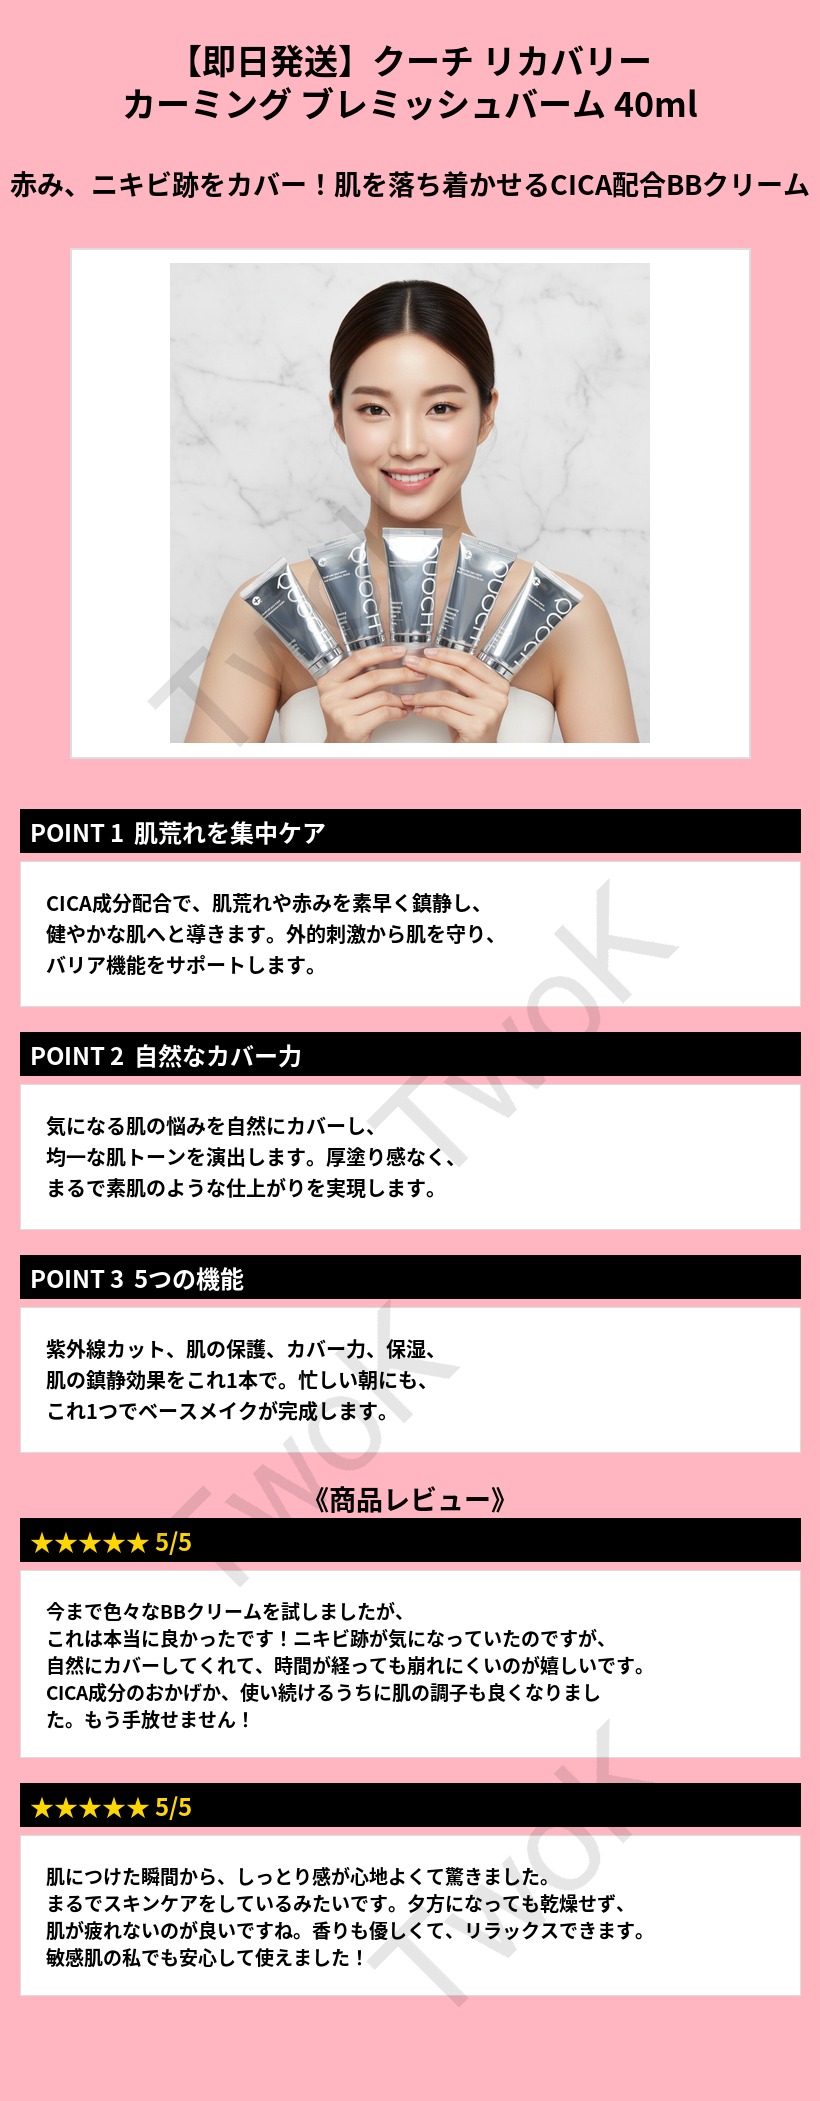 【即日発送】クーチ リカバリー
カーミング ブレミッシュバーム 40ml
赤み、ニキビ跡をカバー！肌を落ち着かせるCICA配合BBクリーム
QUOCH
QUOCH
QUOCH
QUOCH
QUOCH
TwoK
POINT 1 肌荒れを集中ケア
CICA成分配合で、肌荒れや赤みを素早く鎮静し、
健やかな肌へと導きます。外的刺激から肌を守り、
バリア機能をサポートします。
TwoK
POINT 2 自然なカバー力
気になる肌の悩みを自然にカバーし、
均一な肌トーンを演出します。厚塗り感なく、
まるで素肌のような仕上がりを実現します。
POINT 3 5つの機能
紫外線カット、肌の保護、カバー力、保湿、
肌の鎮静効果をこれ1本で。忙しい朝にも、
これ1つでベースメイクが完成します。
TwoK
《商品レビュー》
★★★★★ 5/5
今まで色々なBBクリームを試しましたが、
これは本当に良かったです！ニキビ跡が気になっていたのですが、
自然にカバーしてくれて、時間が経っても崩れにくいのが嬉しいです。
CICA成分のおかげか、使い続けるうちに肌の調子も良くなりまし
た。もう手放せません！
★★★★★ 5/5
肌につけた瞬間から、しっとり感が心地よくて驚きました。
まるでスキンケアをしているみたいです。夕方になっても乾燥せず、
肌が疲れないのが良いですね。香りも優しくて、リラックスできます。
敏感肌の私でも安心して使えました！
TwoK